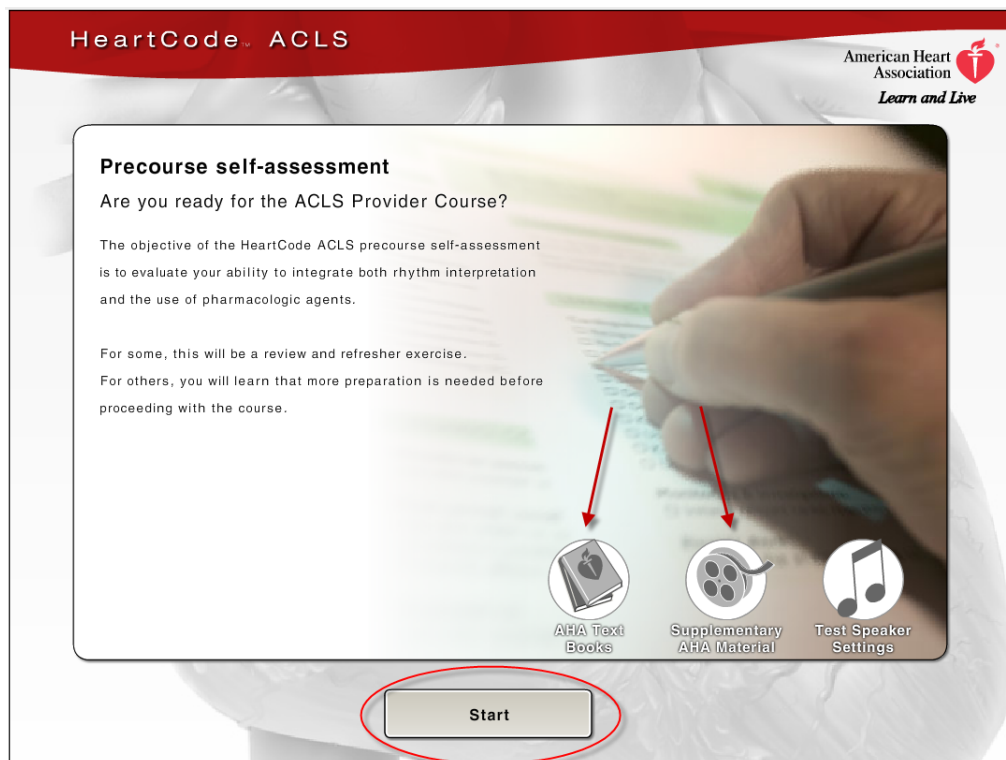 HeartCode™ ACLS
American Heart
Association
Learn and Live
Precourse self-assessment
Are you ready for the ACLS Provider Course?
The objective of the HeartCode ACLS precourse self-assessment
is to evaluate your ability to integrate both rhythm interpretation
and the use of pharmacologic agents.
For some, this will be a review and refresher exercise.
For others, you will learn that more preparation is needed before
proceeding with the course.
AHA Text
Books
Supplementary
AHA Material
Test Speaker
Settings
Start